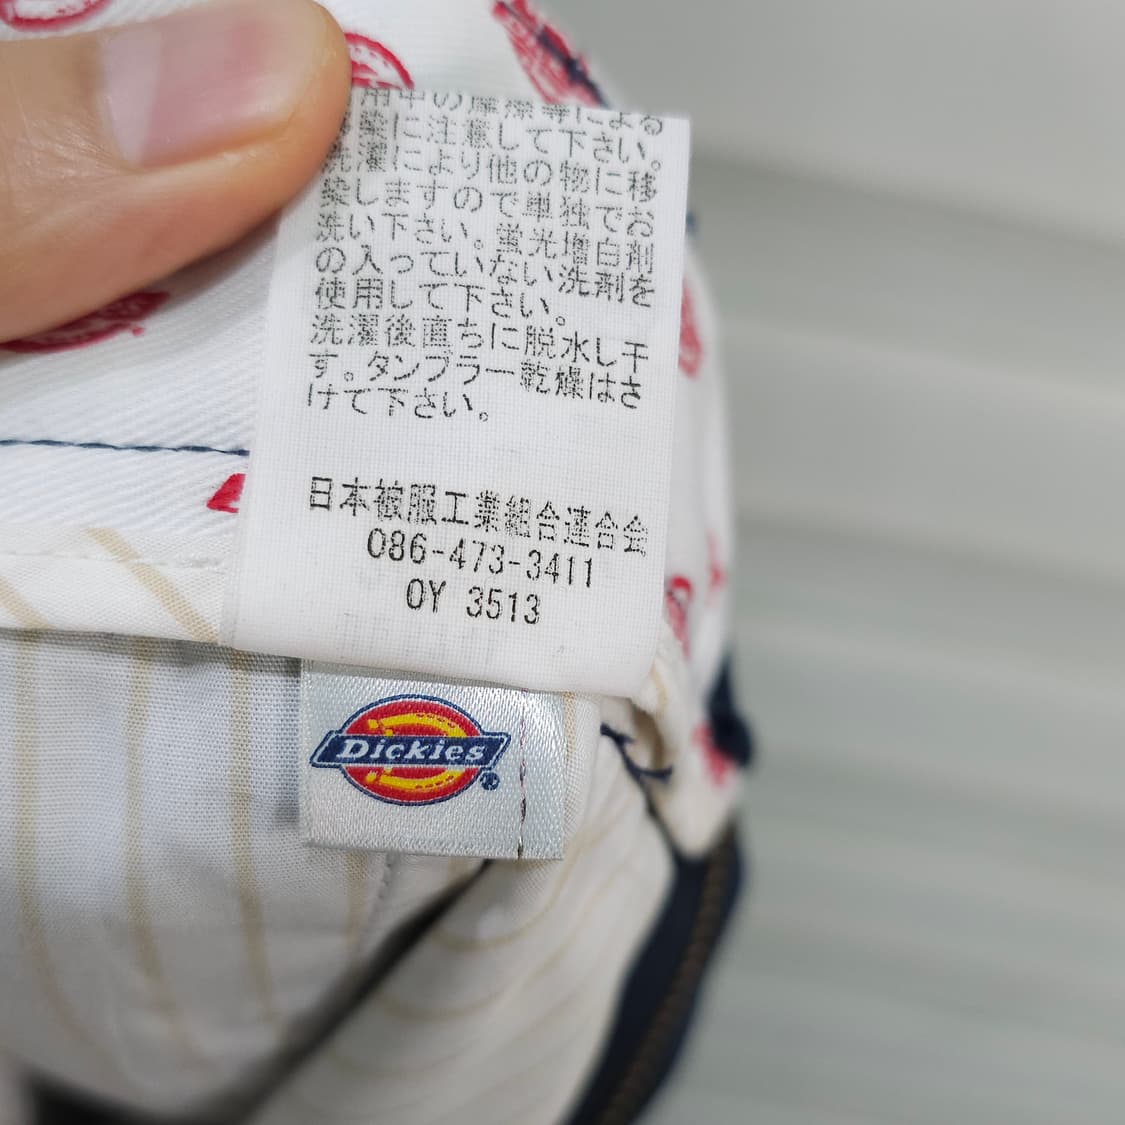 用中の摩擦等による
染に注意して下さい。
洗濯により他の物に移
染しますので単独でお
洗い下さい。蛍光増白剤
の入っていない洗剤を
使用して下さい。
洗濯後直ちに脱水し干
す。タンブラー乾燥はさ
けて下さい。
日本被服工業組合連合会
086-473-3411
OY 3513
Dickies